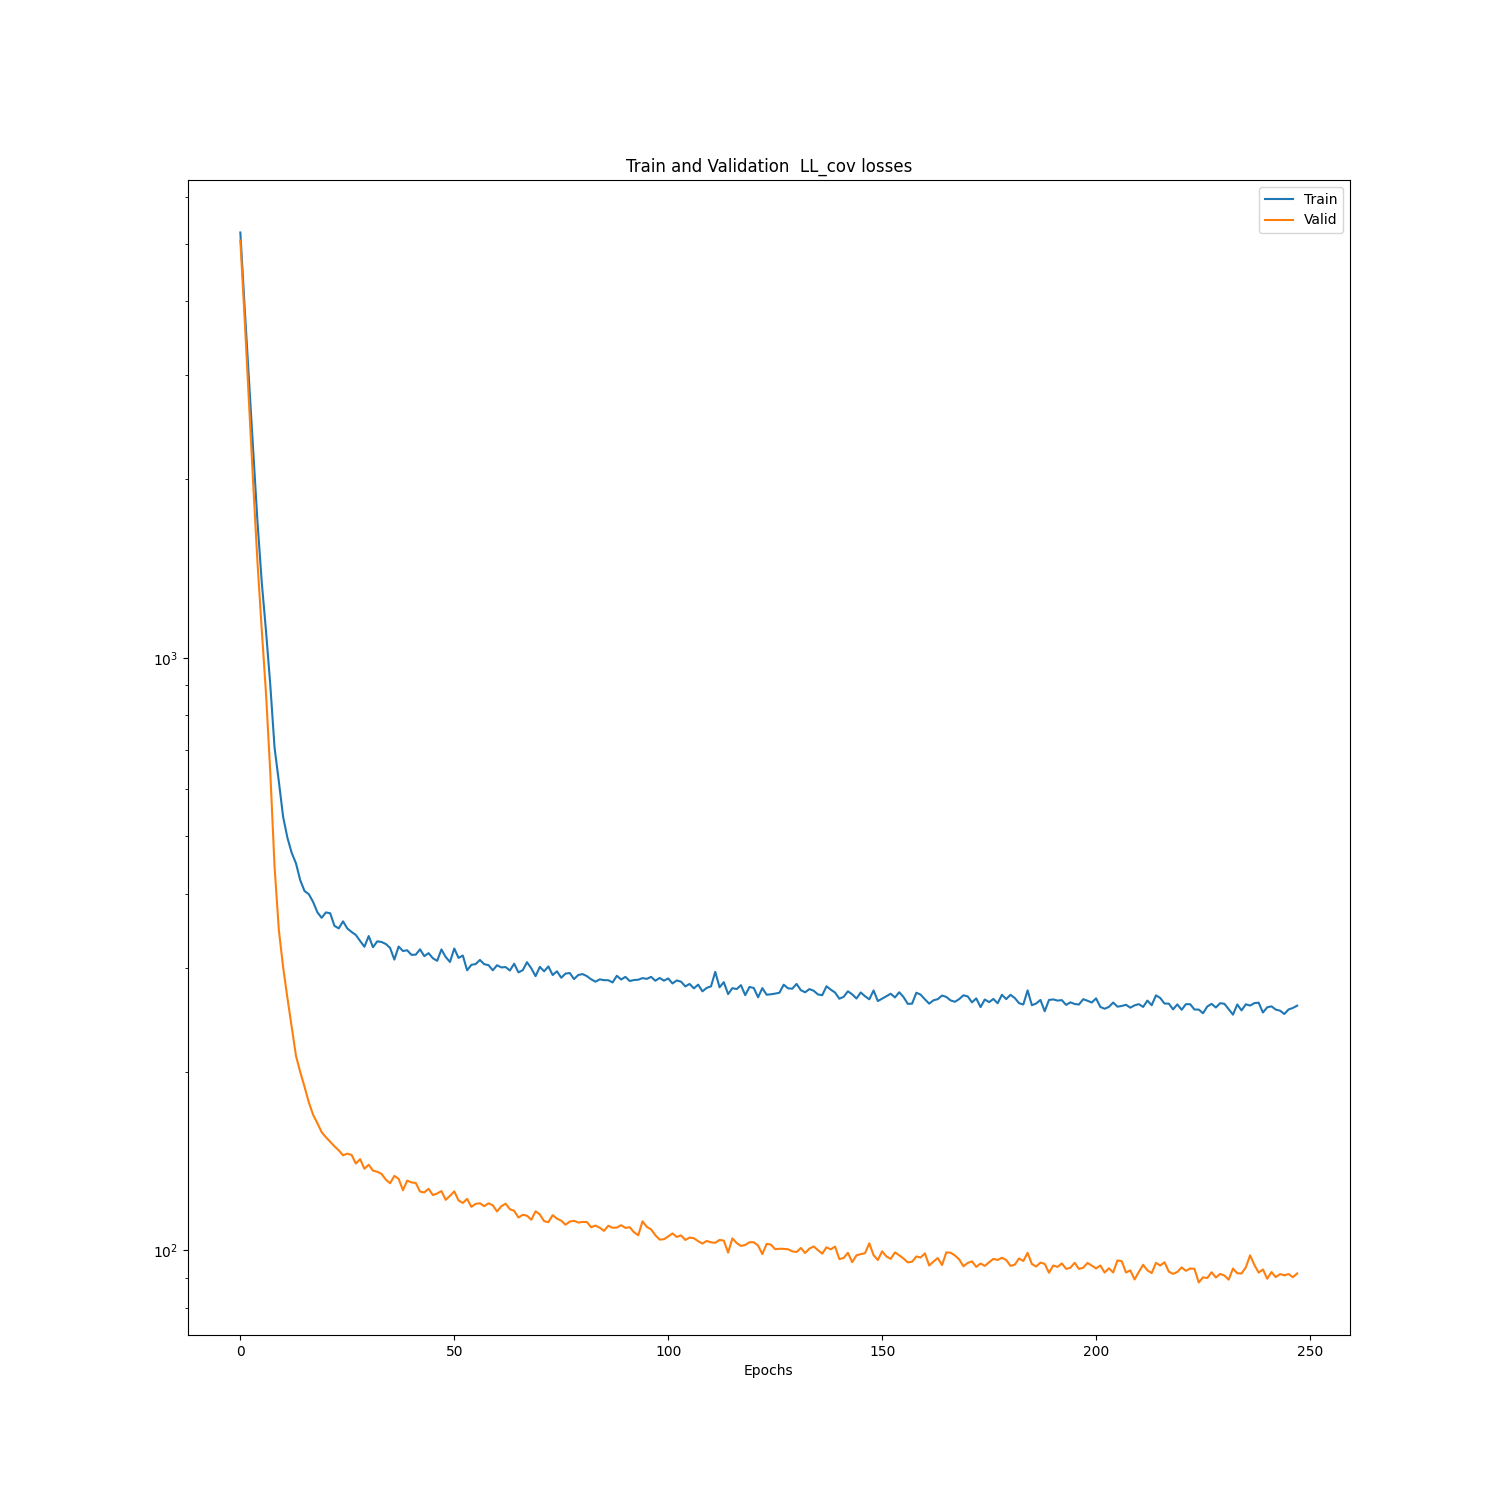 Train and Validation  LL_cov losses
Train
Valid
10³
10²
0 50 100 150 200 250
Epochs